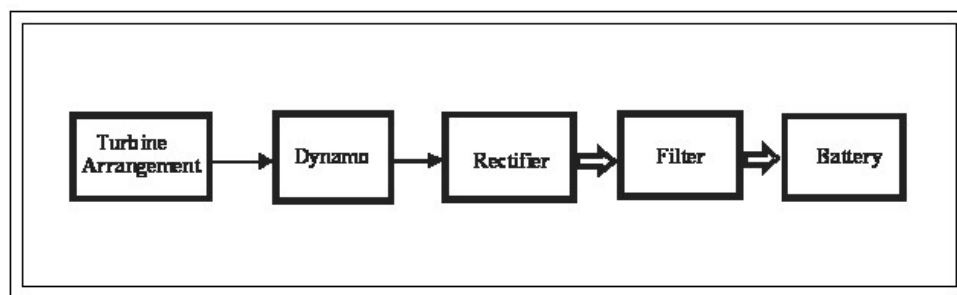 Turbine
Arrangement
Dynamo
Rectifier
Filter
Battery